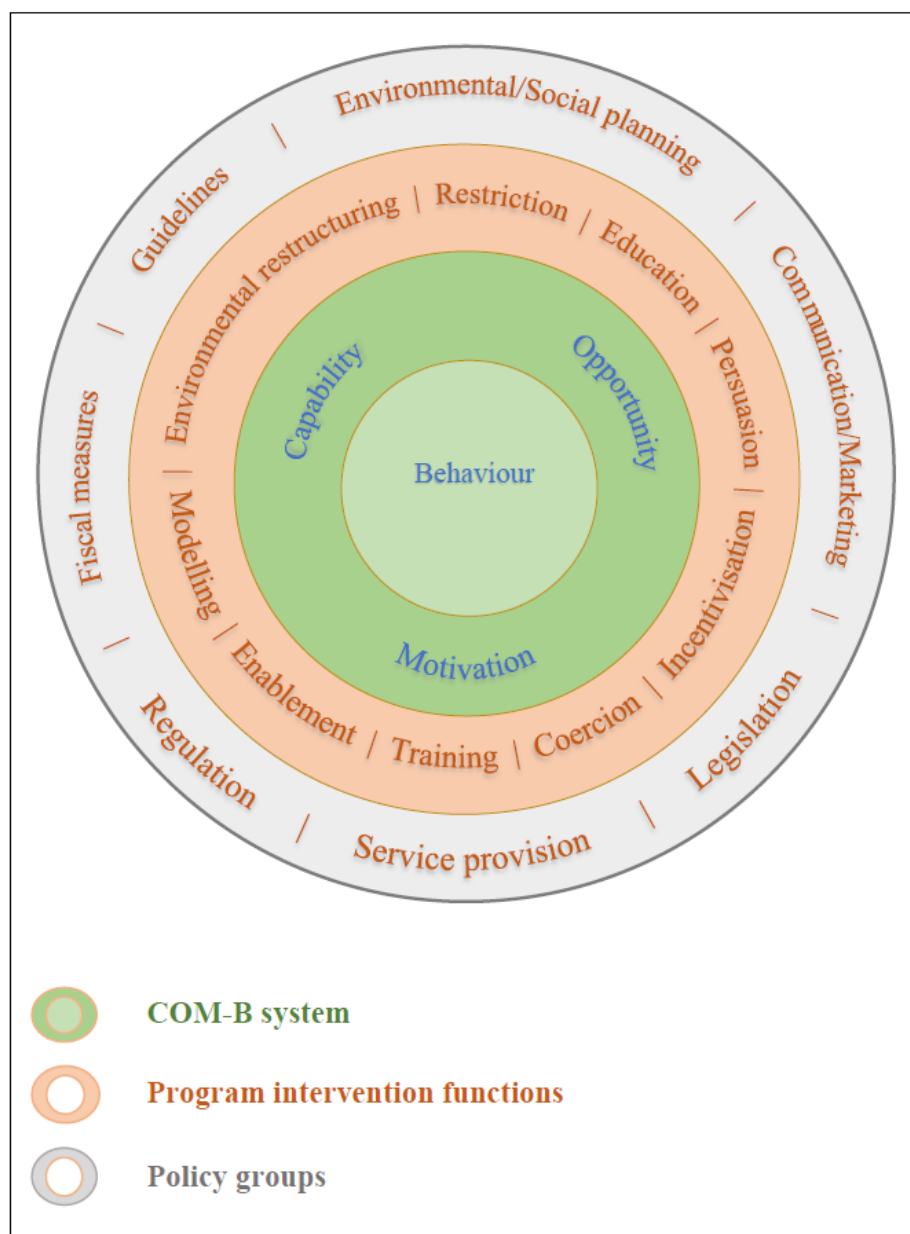 Environmental/Social planning
|
Communication/Marketing
|
Legislation
|
Service provision
|
Regulation
|
Fiscal measures
|
Guidelines
|
Environmental restructuring | Restriction | Education | Persuasion | Incentivisation | Coercion | Training | Enablement | Modelling |
Capability
Opportunity
Motivation
Behaviour
COM-B system
Program intervention functions
Policy groups